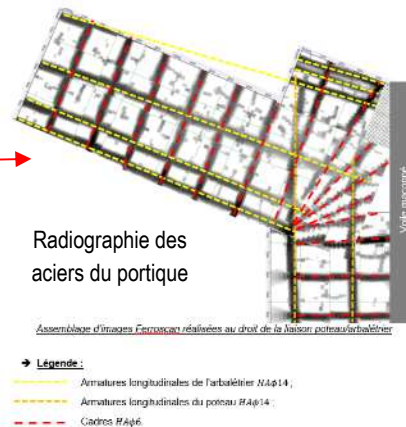 Voile maçonné
Radiographie des
aciers du portique
Assemblage d'images Ferroscan réalisées au droit de la liaison poteau/arbalétrier
➔ Légende :
Armatures longitudinales de l'arbalétrier HAϕ14 ;
Armatures longitudinales du poteau HAϕ14 ;
Cadres HAϕ6.